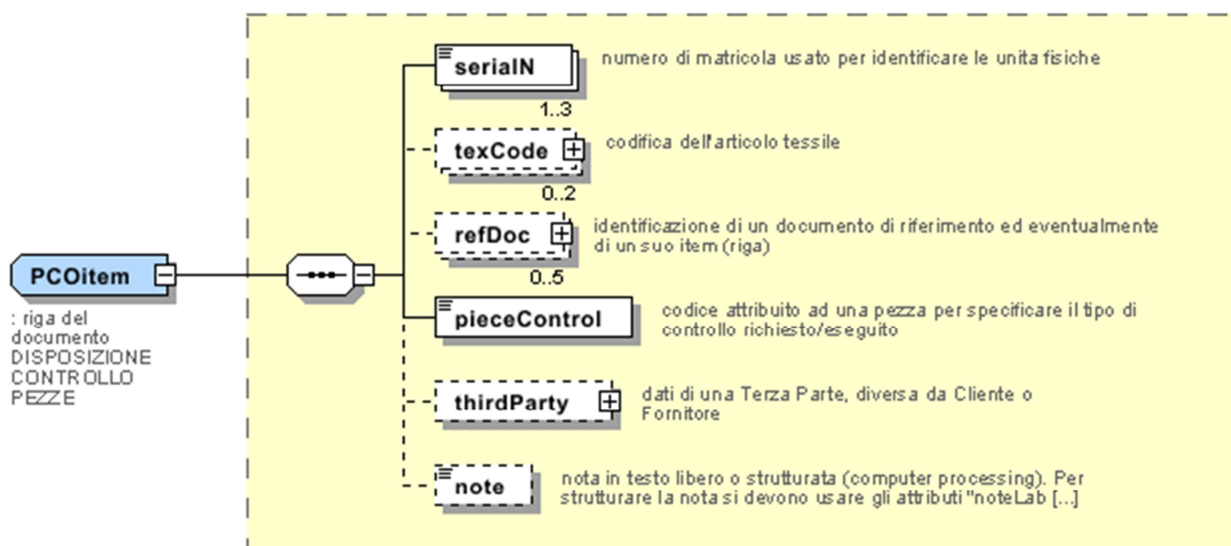 serialN
numero di matricola usato per identificare le unita fisiche
1..3
texCode
codifica dell'articolo tessile
0..2
refDoc
identificazione di un documento di riferimento ed eventualmente
di un suo item (riga)
0..5
PCOitem
: riga del
documento
DISPOSIZIONE
CONTROLLO
PEZZE
pieceControl
codice attribuito ad una pezza per specificare il tipo di
controllo richiesto/eseguito
thirdParty
dati di una Terza Parte, diversa da Cliente o
Fornitore
note
nota in testo libero o strutturata (computer processing). Per
strutturare la nota si devono usare gli attributi "noteLab [...]